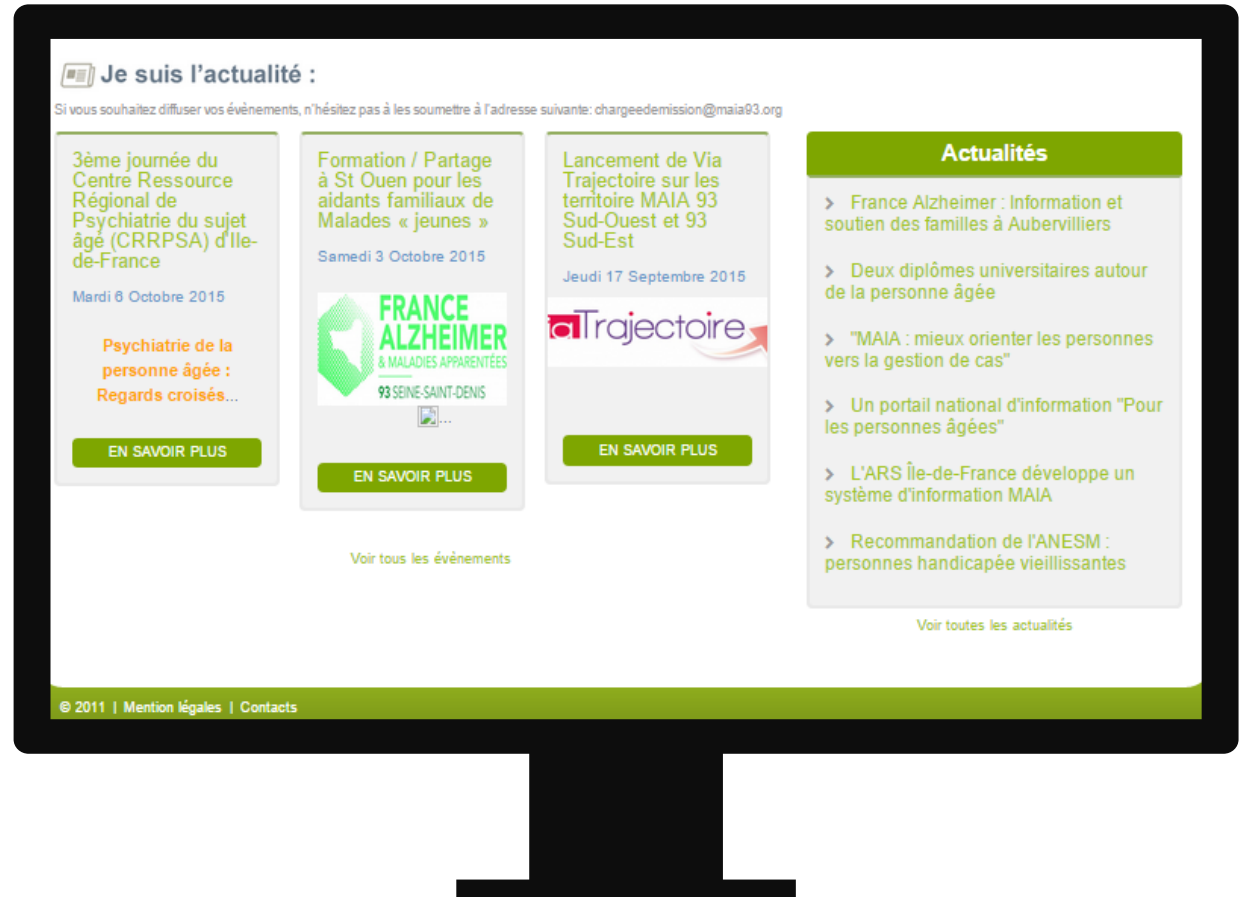 Je suis l'actualité :
Si vous souhaitez diffuser vos évènements, n'hésitez pas à les soumettre à l'adresse suivante: chargeedemission@maia93.org
3ème journée du
Centre Ressource
Régional de
Psychiatrie du sujet
âgé (CRRPSA) d'Ile-
de-France
Mardi 6 Octobre 2015
Psychiatrie de la
personne âgée :
Regards croisés...
EN SAVOIR PLUS
Formation / Partage
à St Ouen pour les
aidants familiaux de
Malades « jeunes »
Samedi 3 Octobre 2015
FRANCE
ALZHEIMER
& MALADIES APPARENTÉES
93 SEINE-SAINT-DENIS
...
EN SAVOIR PLUS
Lancement de Via
Trajectoire sur les
territoire MAIA 93
Sud-Ouest et 93
Sud-Est
Jeudi 17 Septembre 2015
a Trajectoire
EN SAVOIR PLUS
Voir tous les évènements
Actualités
> France Alzheimer : Information et
soutien des familles à Aubervilliers
> Deux diplômes universitaires autour
de la personne âgée
> "MAIA : mieux orienter les personnes
vers la gestion de cas"
> Un portail national d'information "Pour
les personnes âgées"
> L'ARS Île-de-France développe un
système d'information MAIA
> Recommandation de l'ANESM :
personnes handicapée vieillissantes
Voir toutes les actualités
© 2011 | Mention légales | Contacts